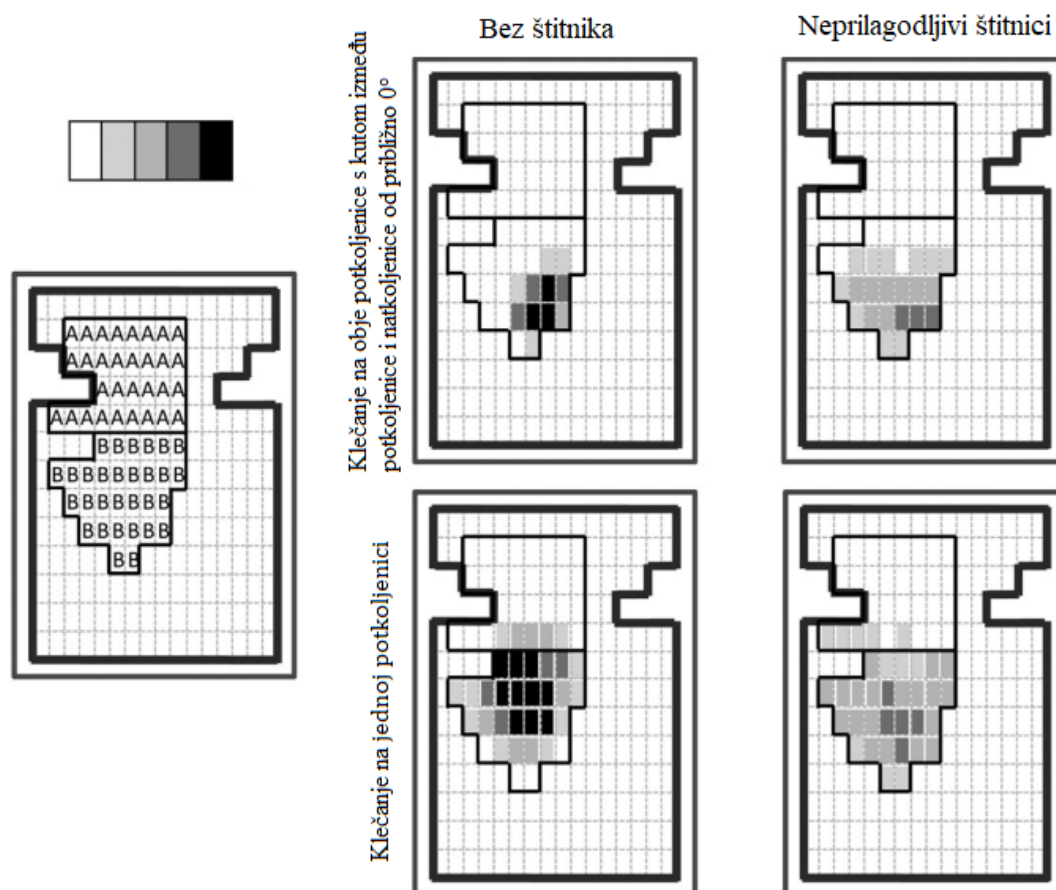 Bez štitnika
Neprilagodljivi štitnici
Klečanje na obje potkoljenice s kutom između
potkoljenice i natkoljenice od približno 0°
AAAAAAAA
AAAAAAAA
AAAAAA
AAAAAAAAA
BBBBBB
BBBBBBBBB
BBBBBBB
BBBBBB
BB
Klečanje na jednoj potkoljenici